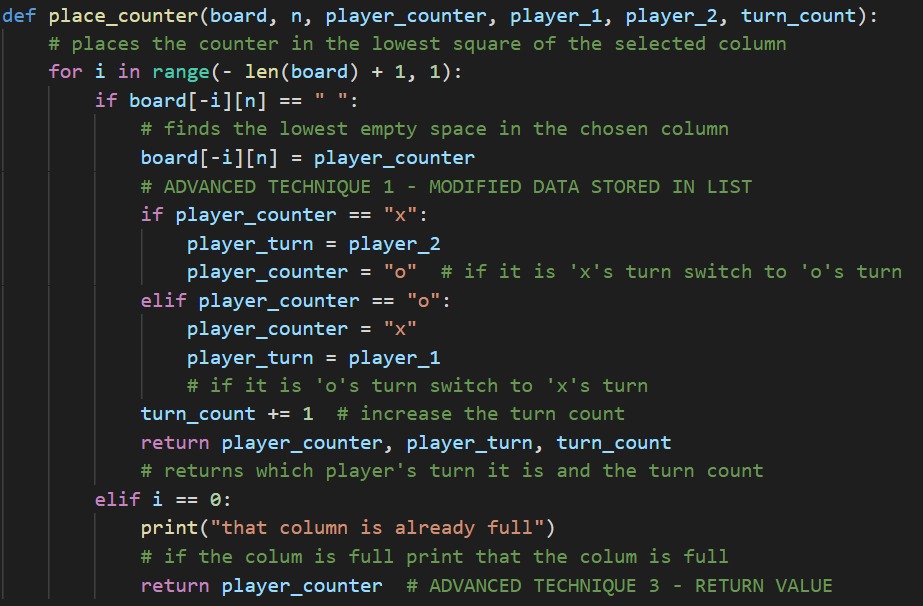 def place_counter(board, n, player_counter, player_1, player_2, turn_count):
    # places the counter in the lowest square of the selected column
    for i in range(- len(board) + 1, 1):
        if board[-i][n] == " ":
            # finds the lowest empty space in the chosen column
            board[-i][n] = player_counter
            # ADVANCED TECHNIQUE 1 - MODIFIED DATA STORED IN LIST
            if player_counter == "x":
                player_turn = player_2
                player_counter = "o"  # if it is 'x's turn switch to 'o's turn
            elif player_counter == "o":
                player_counter = "x"
                player_turn = player_1
                # if it is 'o's turn switch to 'x's turn
            turn_count += 1  # increase the turn count
            return player_counter, player_turn, turn_count
            # returns which player's turn it is and the turn count
        elif i == 0:
            print("that column is already full")
            # if the colum is full print that the colum is full
            return player_counter  # ADVANCED TECHNIQUE 3 - RETURN VALUE